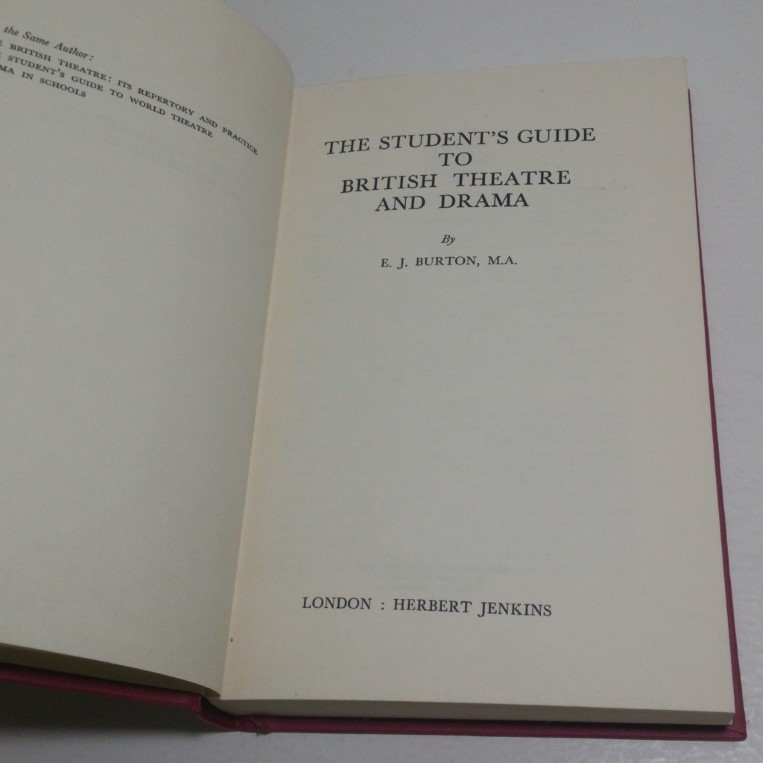 the Same Author:
BRITISH THEATRE: ITS REPERTORY AND PRACTICE
STUDENT'S GUIDE TO WORLD THEATRE
IN SCHOOLS
THE STUDENT'S GUIDE
TO
BRITISH THEATRE
AND DRAMA
By
E. J. BURTON, M.A.
LONDON : HERBERT JENKINS